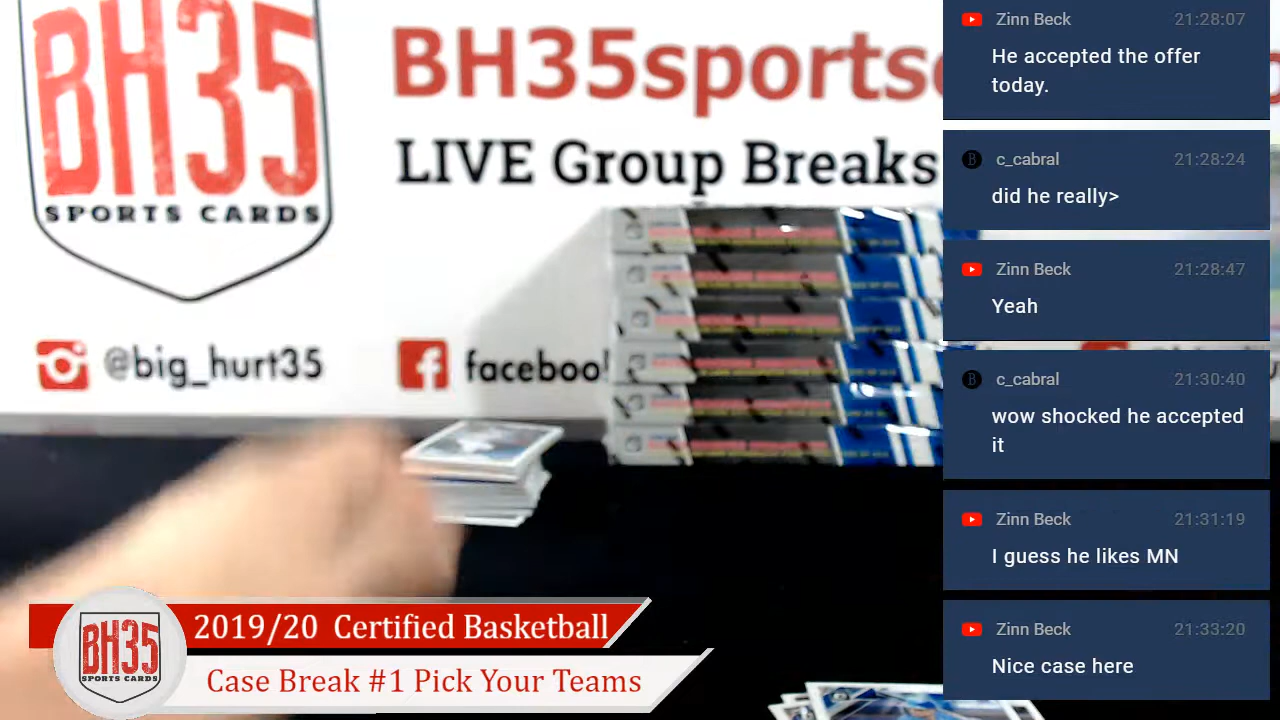 BH35
SPORTS CARDS
BH35sportsc
LIVE Group Breaks
@big_hurt35
faceboo
Zinn Beck 21:28:07
He accepted the offer
today.
c_cabral 21:28:24
did he really>
Zinn Beck 21:28:47
Yeah
c_cabral 21:30:40
wow shocked he accepted
it
Zinn Beck 21:31:19
I guess he likes MN
Zinn Beck 21:33:20
Nice case here
BH35
SPORTS CARDS
2019/20 Certified Basketball
Case Break #1 Pick Your Teams